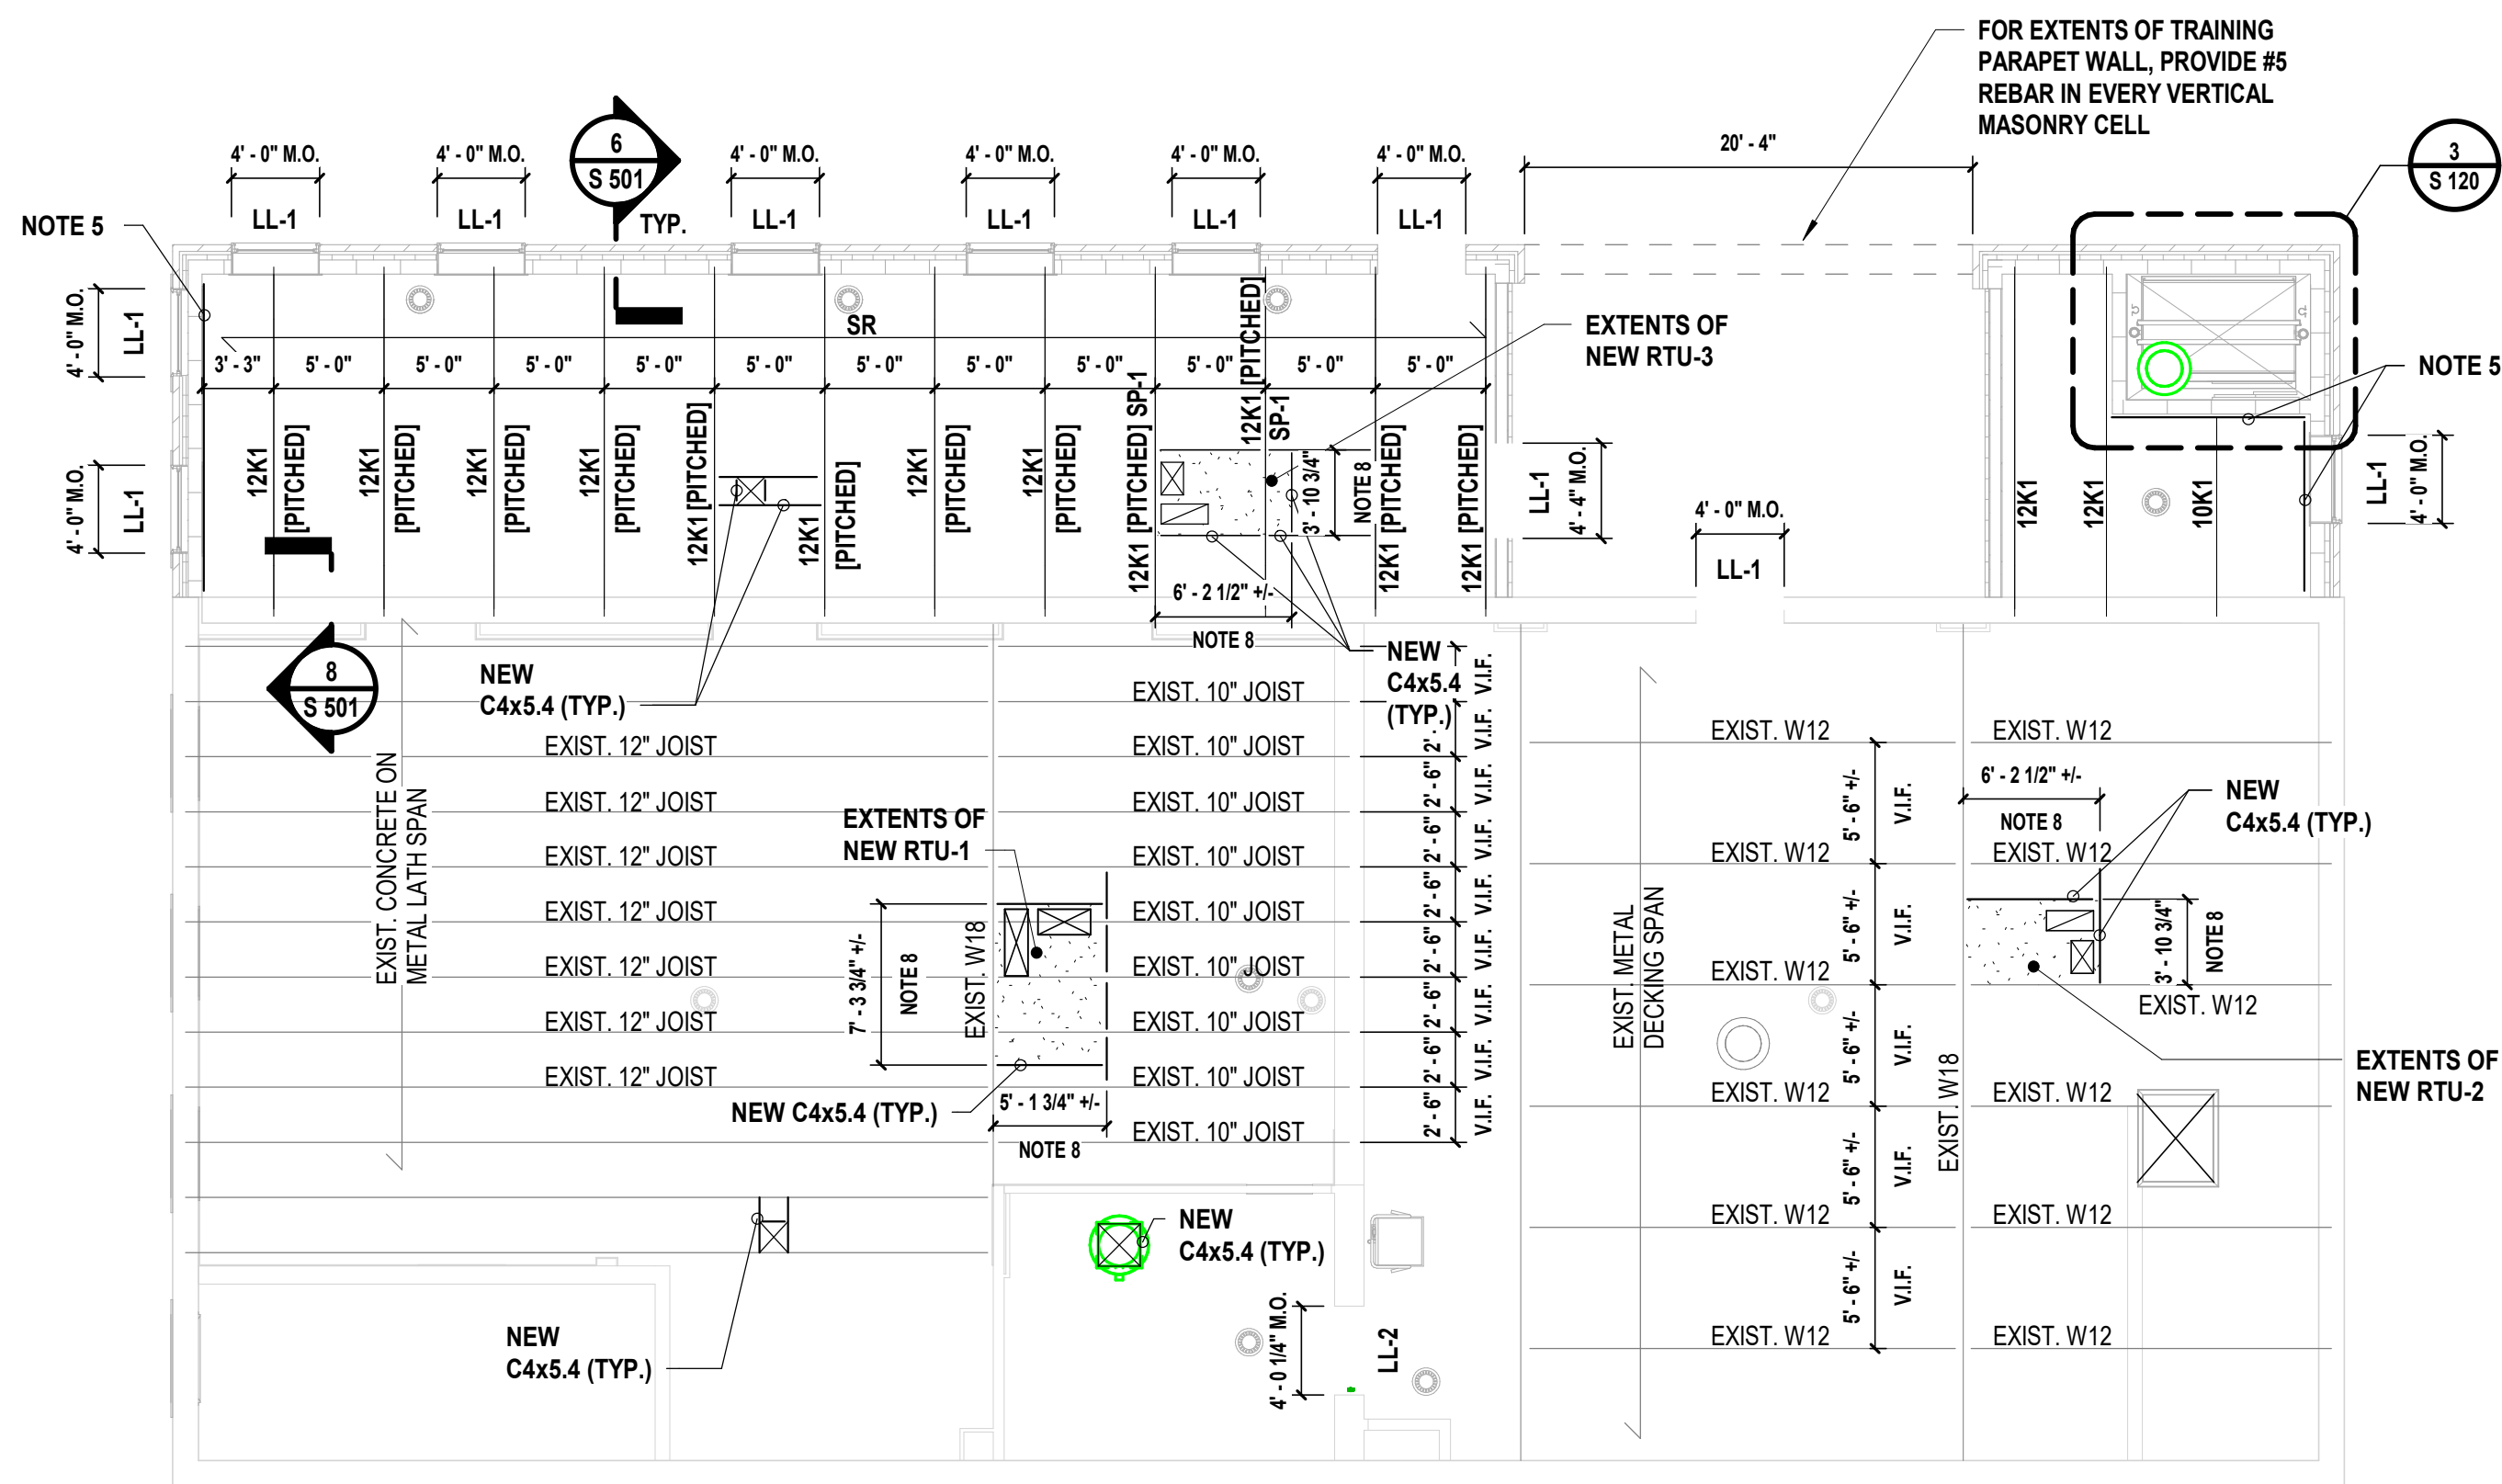 FOR EXTENTS OF TRAINING
PARAPET WALL, PROVIDE #5
REBAR IN EVERY VERTICAL
MASONRY CELL
3
S 120
20' - 4"
4' - 0" M.O.
LL-1
4' - 0" M.O.
LL-1
6
S 501
TYP.
4' - 0" M.O.
LL-1
4' - 0" M.O.
LL-1
4' - 0" M.O.
LL-1
4' - 0" M.O.
LL-1
NOTE 5
4' - 0" M.O.
LL-1
4' - 0" M.O.
LL-1
SR
3' - 3"
5' - 0"
5' - 0"
5' - 0"
5' - 0"
5' - 0"
5' - 0"
5' - 0"
5' - 0"
5' - 0"
5' - 0"
5' - 0"
12K1
[PITCHED]
12K1
[PITCHED]
12K1
[PITCHED]
12K1
[PITCHED]
12K1 [PITCHED]
12K1
[PITCHED]
12K1
[PITCHED]
12K1
[PITCHED]
12K1 [PITCHED] SP-1
12K1 [PITCHED]
SP-1
12K1 [PITCHED]
12K1 [PITCHED]
EXTENTS OF
NEW RTU-3
3' - 10 3/4"
NOTE 8
6' - 2 1/2" +/-
NOTE 8
LL-1
4' - 4" M.O.
4' - 0" M.O.
LL-1
12K1
12K1
10K1
NOTE 5
LL-1
4' - 0" M.O.
8
S 501
NEW
C4x5.4 (TYP.)
NEW
C4x5.4
(TYP.)
EXIST. CONCRETE ON
METAL LATH SPAN
EXIST. 12" JOIST
EXIST. 12" JOIST
EXIST. 12" JOIST
EXIST. 12" JOIST
EXIST. 12" JOIST
EXIST. 12" JOIST
EXIST. 12" JOIST
EXTENTS OF
NEW RTU-1
7' - 3 3/4" +/-
NOTE 8
EXIST. W18
NEW C4x5.4 (TYP.)
5' - 1 3/4" +/-
NOTE 8
EXIST. 10" JOIST
EXIST. 10" JOIST
EXIST. 10" JOIST
EXIST. 10" JOIST
EXIST. 10" JOIST
EXIST. 10" JOIST
EXIST. 10" JOIST
EXIST. 10" JOIST
EXIST. 10" JOIST
V.I.F.
2' -
V.I.F.
2' - 6"
V.I.F.
2' - 6"
V.I.F.
2' - 6"
V.I.F.
2' - 6"
V.I.F.
2' - 6"
V.I.F.
2' - 6"
V.I.F.
2' - 6"
V.I.F.
EXIST. METAL
DECKING SPAN
EXIST. W12
EXIST. W12
EXIST. W12
EXIST. W12
EXIST. W12
EXIST. W12
5' - 6" +/-
V.I.F.
5' - 6" +/-
V.I.F.
5' - 6" +/-
V.I.F.
5' - 6" +/-
V.I.F.
5' - 6" +/-
V.I.F.
EXIST. W18
EXIST. W12
6' - 2 1/2" +/-
NOTE 8
EXIST. W12
NEW
C4x5.4 (TYP.)
3' - 10 3/4"
NOTE 8
EXIST. W12
EXTENTS OF
NEW RTU-2
EXIST. W12
EXIST. W12
EXIST. W12
NEW
C4x5.4 (TYP.)
NEW
C4x5.4 (TYP.)
4' - 0 1/4" M.O.
LL-2